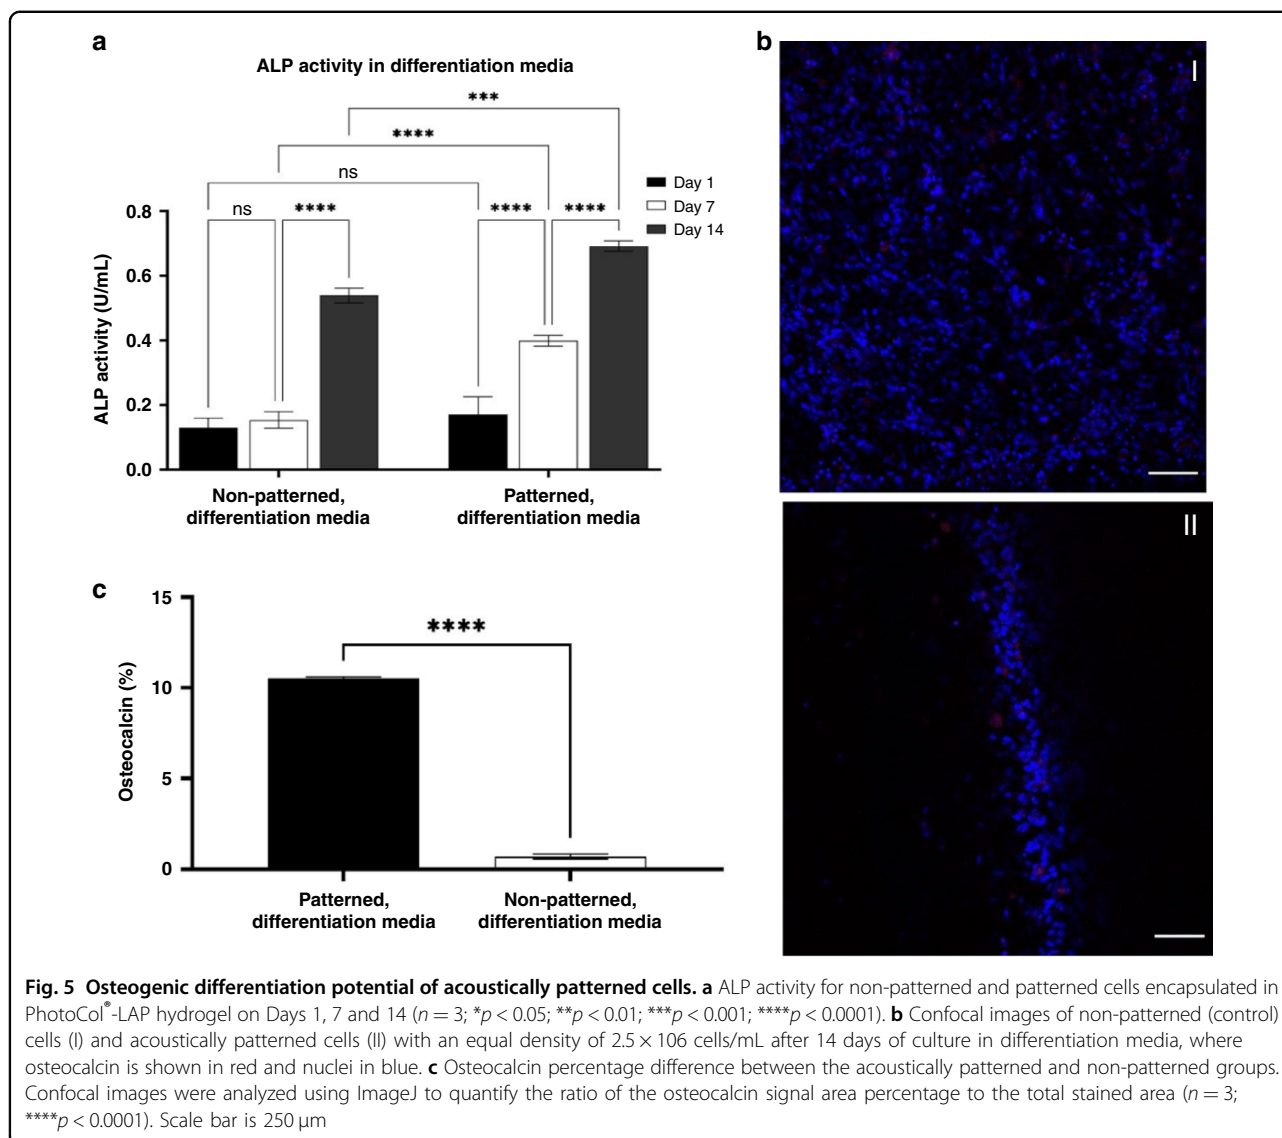 a
ALP activity in differentiation media
***
****
ns
ns
****
****
****
Day 1
Day 7
Day 14
ALP activity (U/mL)
0.8
0.6
0.4
0.2
0.0
Non-patterned,
differentiation media
Patterned,
differentiation media
b
I
II
c
Osteocalcin (%)
15
10
5
0
****
Patterned,
differentiation media
Non-patterned,
differentiation media
Fig. 5 Osteogenic differentiation potential of acoustically patterned cells. a ALP activity for non-patterned and patterned cells encapsulated in
PhotoCol®-LAP hydrogel on Days 1, 7 and 14 (n = 3; *p < 0.05; **p < 0.01; ***p < 0.001; ****p < 0.0001). b Confocal images of non-patterned (control)
cells (I) and acoustically patterned cells (II) with an equal density of 2.5 × 106 cells/mL after 14 days of culture in differentiation media, where
osteocalcin is shown in red and nuclei in blue. c Osteocalcin percentage difference between the acoustically patterned and non-patterned groups.
Confocal images were analyzed using ImageJ to quantify the ratio of the osteocalcin signal area percentage to the total stained area (n = 3;
****p < 0.0001). Scale bar is 250 μm